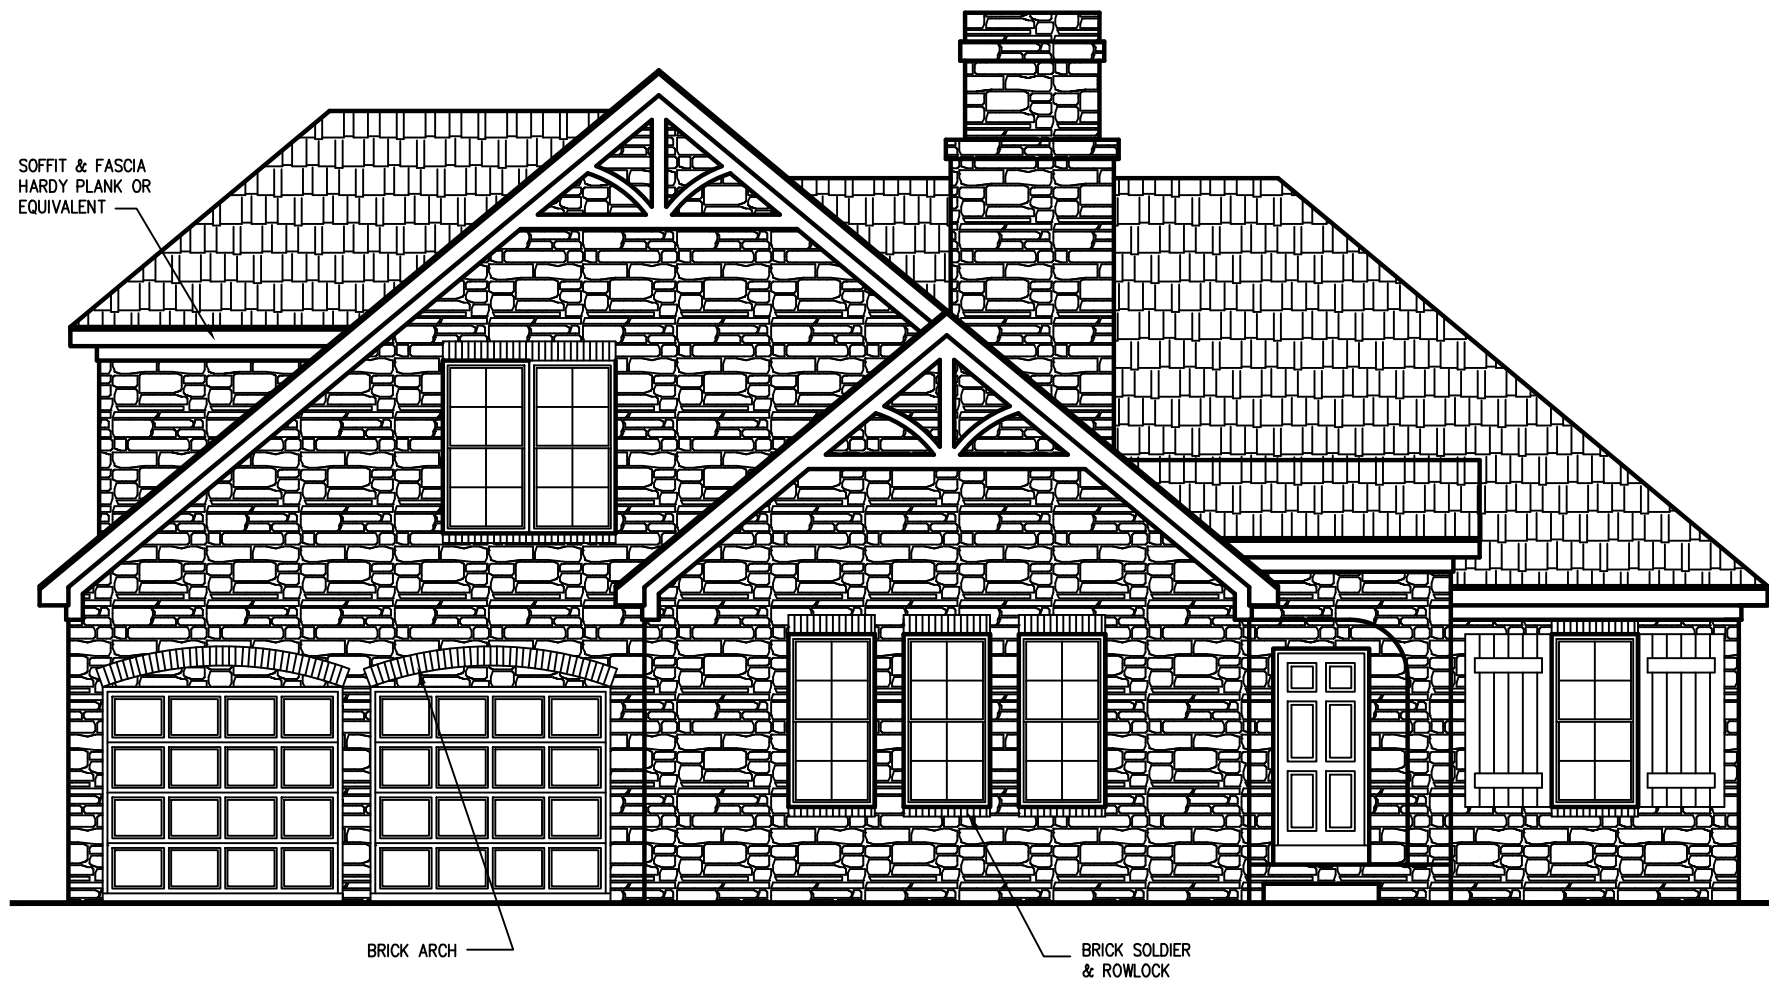 SOFFIT & FASCIA
HARDY PLANK OR
EQUIVALENT
BRICK ARCH
BRICK SOLDIER
& ROWLOCK